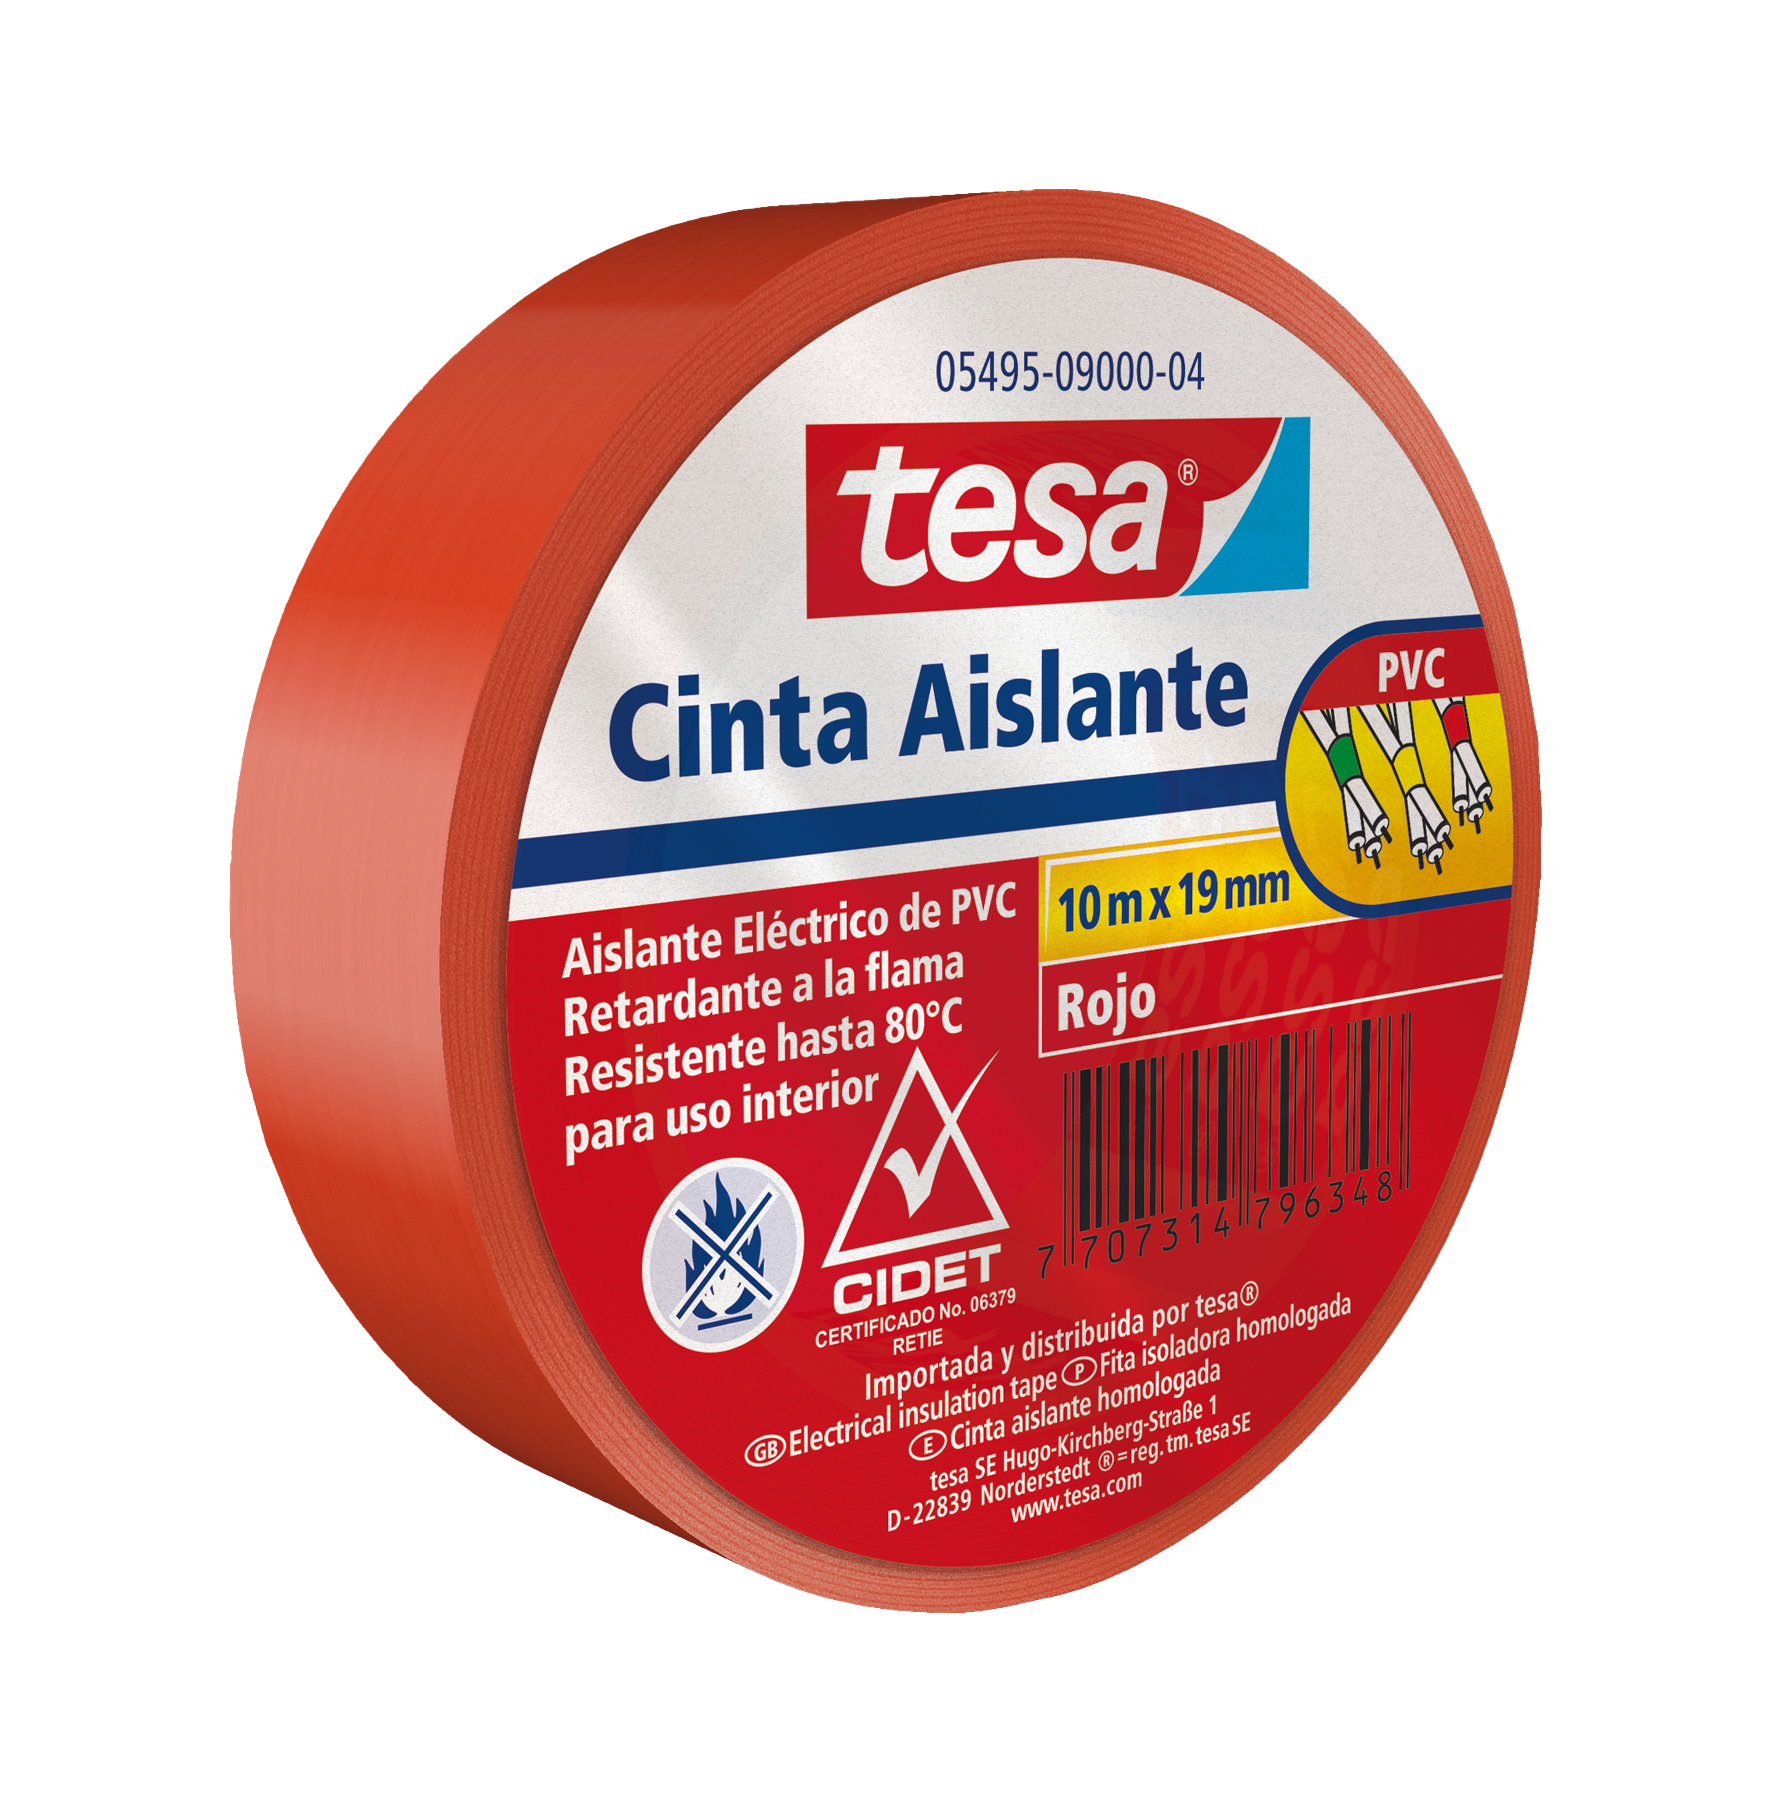 05495-09000-04
tesa®
Cinta Aislante
PVC
10 m x 19 mm
Rojo
Aislante Eléctrico de PVC
Retardante a la flama
Resistente hasta 80°C
para uso interior
CIDET
CERTIFICADO No. 06379
RETIE
7 707314 796348
Importada y distribuida por tesa®
GB Electrical insulation tape P Fita isoladora homologada
E Cinta aislante homologada
tesa SE Hugo-Kirchberg-Straße 1
D-22839 Norderstedt ®=reg.tm.tesa SE
www.tesa.com